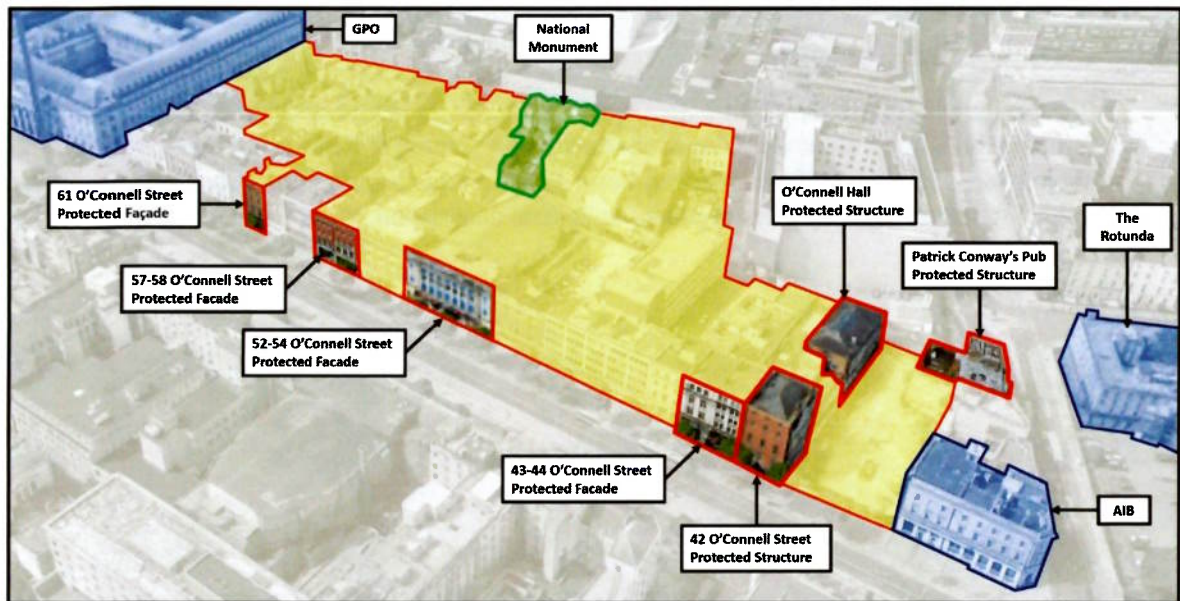 GPO
National
Monument
61 O'Connell Street
Protected Façade
57-58 O'Connell Street
Protected Facade
52-54 O'Connell Street
Protected Facade
43-44 O'Connell Street
Protected Facade
42 O'Connell Street
Protected Structure
O'Connell Hall
Protected Structure
Patrick Conway's Pub
Protected Structure
The
Rotunda
AIB